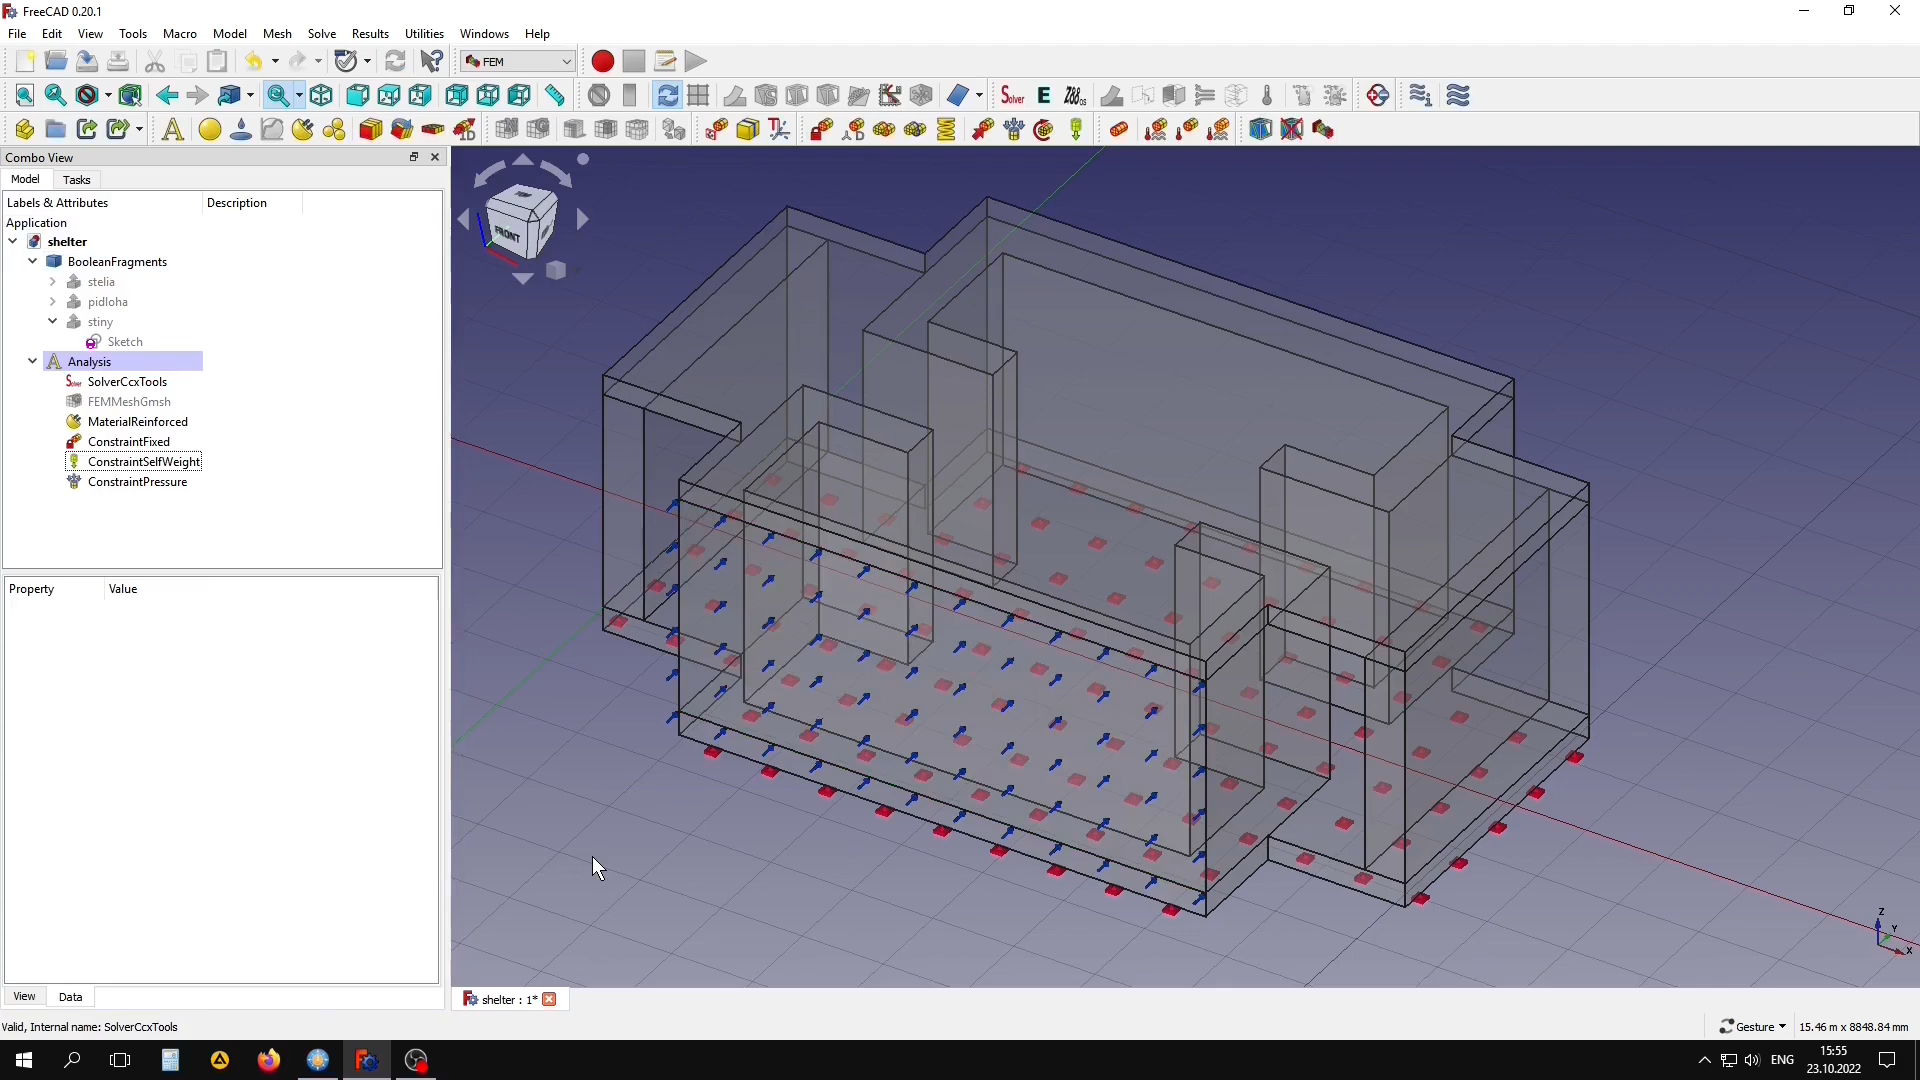 FreeCAD 0.20.1
File Edit View Tools Macro Model Mesh Solve Results Utilities Windows Help
FEM
Solver E Z88OS
Combo View
Model Tasks
Labels & Attributes Description
Application
shelter
BooleanFragments
stelia
pidloha
stiny
Sketch
Analysis
SolverCcxTools
FEMMeshGmsh
MaterialReinforced
ConstraintFixed
ConstraintSelfWeight
ConstraintPressure
Property Value
FRONT
Z
Y
X
View Data
shelter : 1*
Valid, Internal name: SolverCcxTools
Gesture 15.46 m x 8848.84 mm
ENG
15:55
23.10.2022